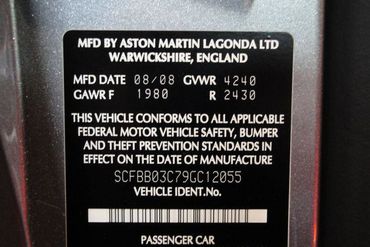 MFD BY ASTON MARTIN LAGONDA LTD
WARWICKSHIRE, ENGLAND
MFD DATE 08/08 GVWR 4240
GAWR F 1980 R 2430
THIS VEHICLE CONFORMS TO ALL APPLICABLE
FEDERAL MOTOR VEHICLE SAFETY, BUMPER
AND THEFT PREVENTION STANDARDS IN
EFFECT ON THE DATE OF MANUFACTURE
SCFBB03C79GC12055
VEHICLE IDENT.No.
PASSENGER CAR